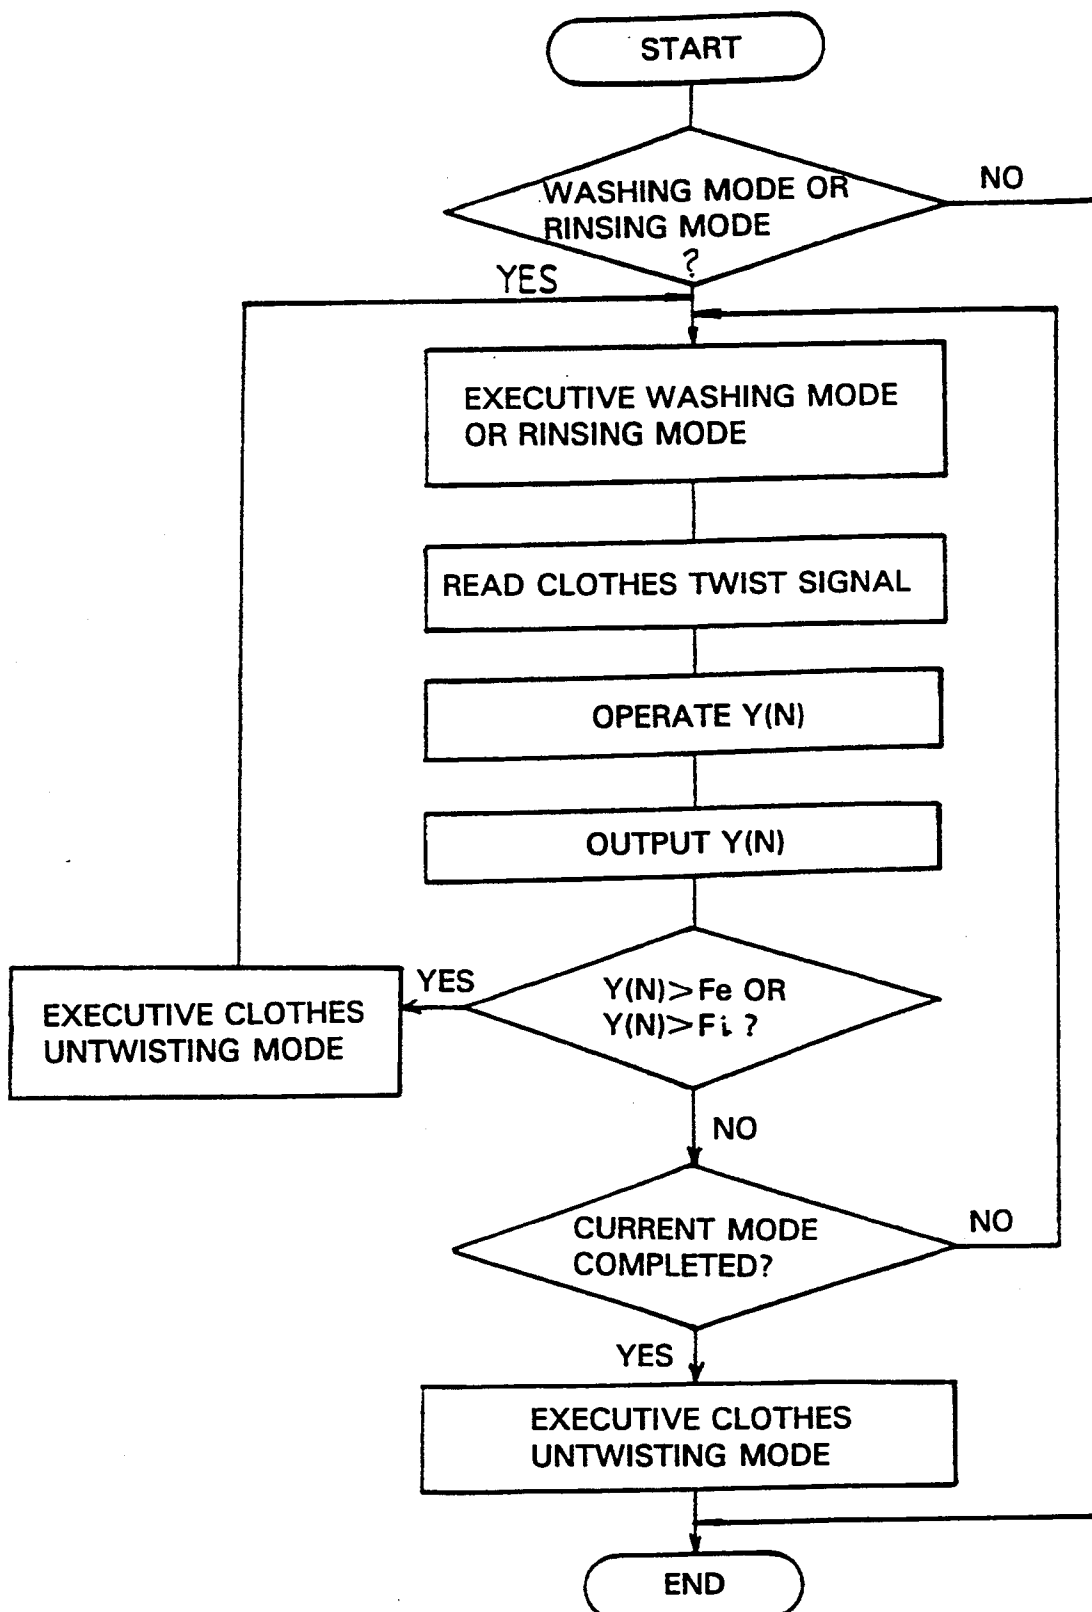 START
WASHING MODE OR
RINSING MODE
?
NO
YES
EXECUTIVE WASHING MODE
OR RINSING MODE
READ CLOTHES TWIST SIGNAL
OPERATE Y(N)
OUTPUT Y(N)
Y(N)>Fe OR
Y(N)>Fi ?
YES
EXECUTIVE CLOTHES
UNTWISTING MODE
NO
CURRENT MODE
COMPLETED?
NO
YES
EXECUTIVE CLOTHES
UNTWISTING MODE
END